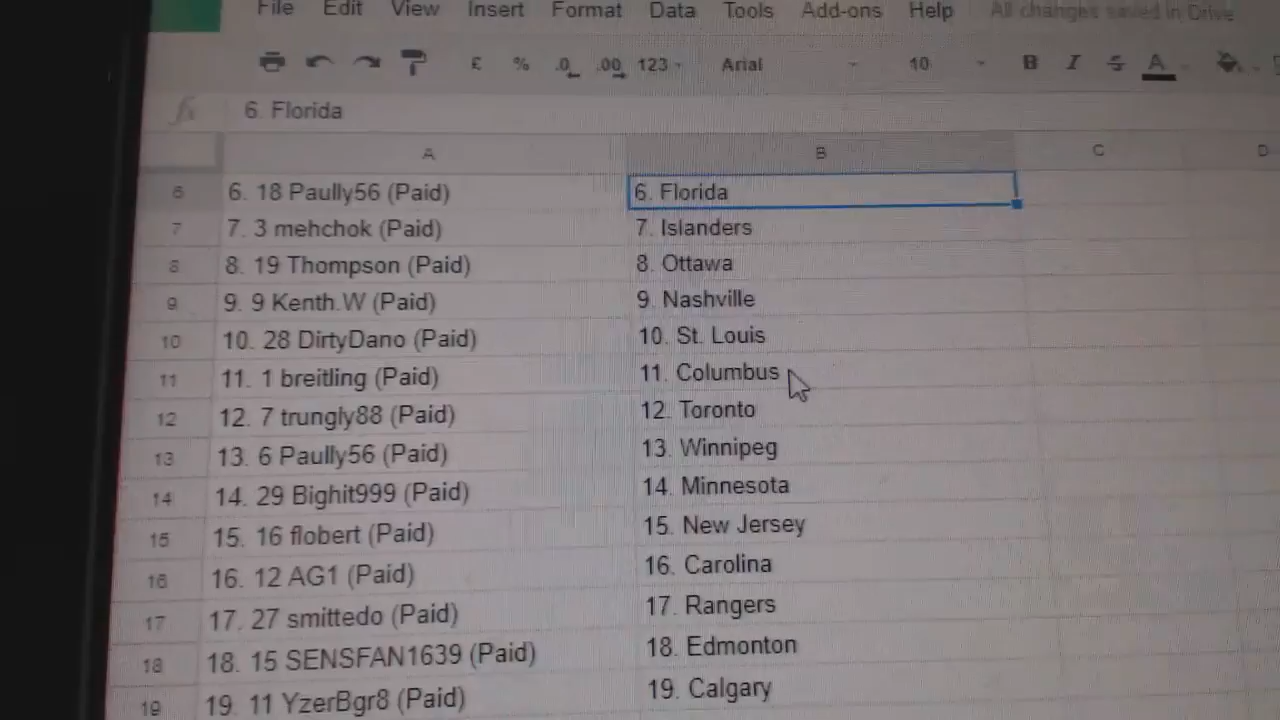 File Edit View Insert Format Data Tools Add-ons Help All changes saved in Drive
£ % .0 .00 123 Arial 10 B I S A
fx 6. Florida
A B C D
6 6. 18 Paully56 (Paid) 6. Florida
7 7. 3 mehchok (Paid) 7. Islanders
8 8. 19 Thompson (Paid) 8. Ottawa
9 9. 9 Kenth.W (Paid) 9. Nashville
10 10. 28 DirtyDano (Paid) 10. St. Louis
11 11. 1 breitling (Paid) 11. Columbus
12 12. 7 trungly88 (Paid) 12. Toronto
13 13. 6 Paully56 (Paid) 13. Winnipeg
14 14. 29 Bighit999 (Paid) 14. Minnesota
15 15. 16 flobert (Paid) 15. New Jersey
16 16. 12 AG1 (Paid) 16. Carolina
17 17. 27 smittedo (Paid) 17. Rangers
18 18. 15 SENSFAN1639 (Paid) 18. Edmonton
19 19. 11 YzerBgr8 (Paid) 19. Calgary